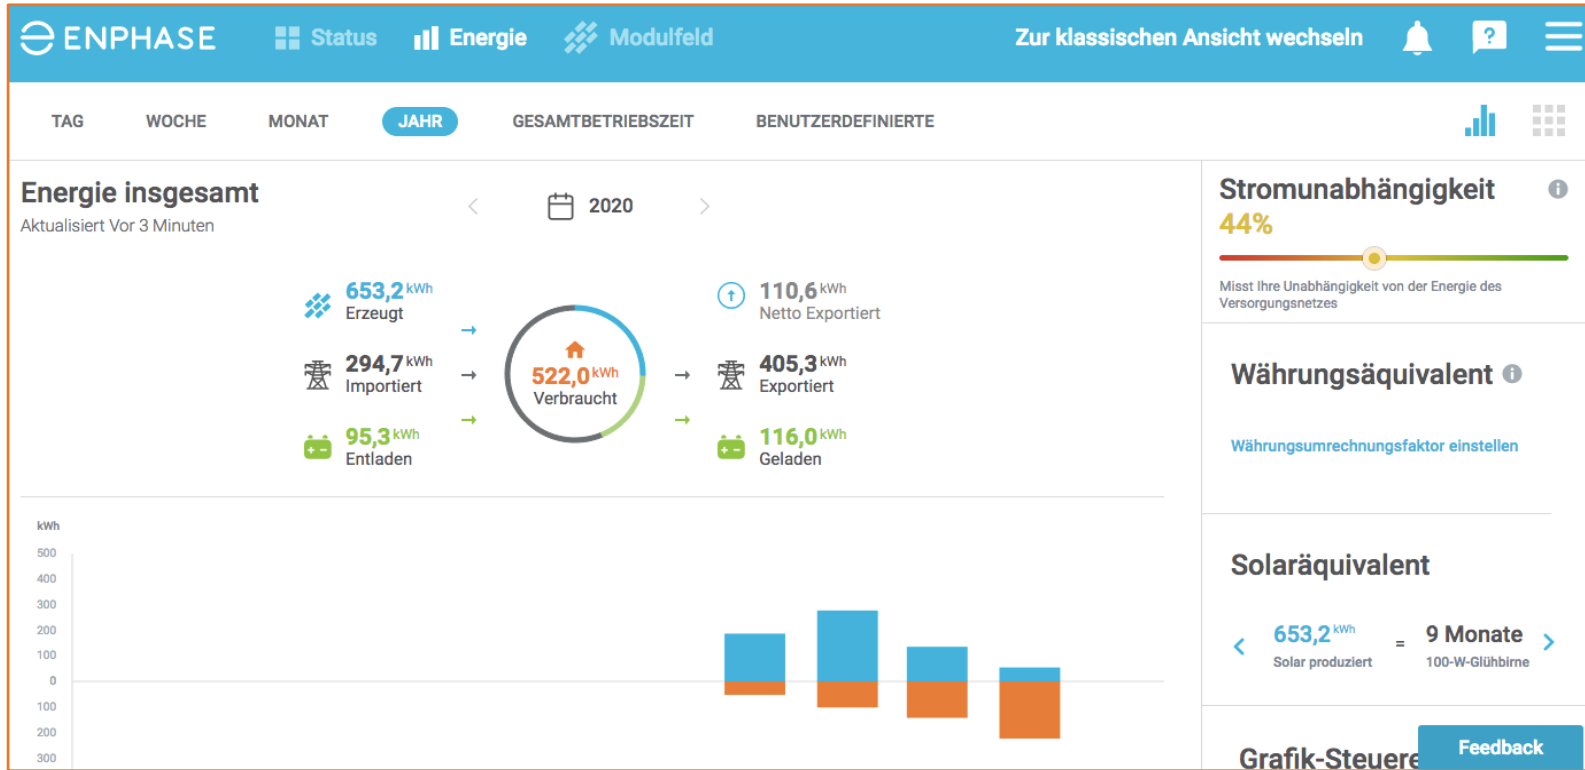 ENPHASE Status Energie Modulfeld Zur klassischen Ansicht wechseln ?
TAG WOCHE MONAT JAHR GESAMTBETRIEBSZEIT BENUTZERDEFINIERTE
Energie insgesamt
Aktualisiert Vor 3 Minuten
2020
653,2 kWh
Erzeugt
294,7 kWh
Importiert
95,3 kWh
Entladen
522,0 kWh
Verbraucht
110,6 kWh
Netto Exportiert
405,3 kWh
Exportiert
116,0 kWh
Geladen
kWh
500
400
300
200
100
0
100
200
300
Stromunabhängigkeit
44%
Misst Ihre Unabhängigkeit von der Energie des
Versorgungsnetzes
Währungsäquivalent
Währungsumrechnungsfaktor einstellen
Solaräquivalent
653,2 kWh = 9 Monate
Solar produziert 100-W-Glühbirne
Grafik-Steuere
Feedback